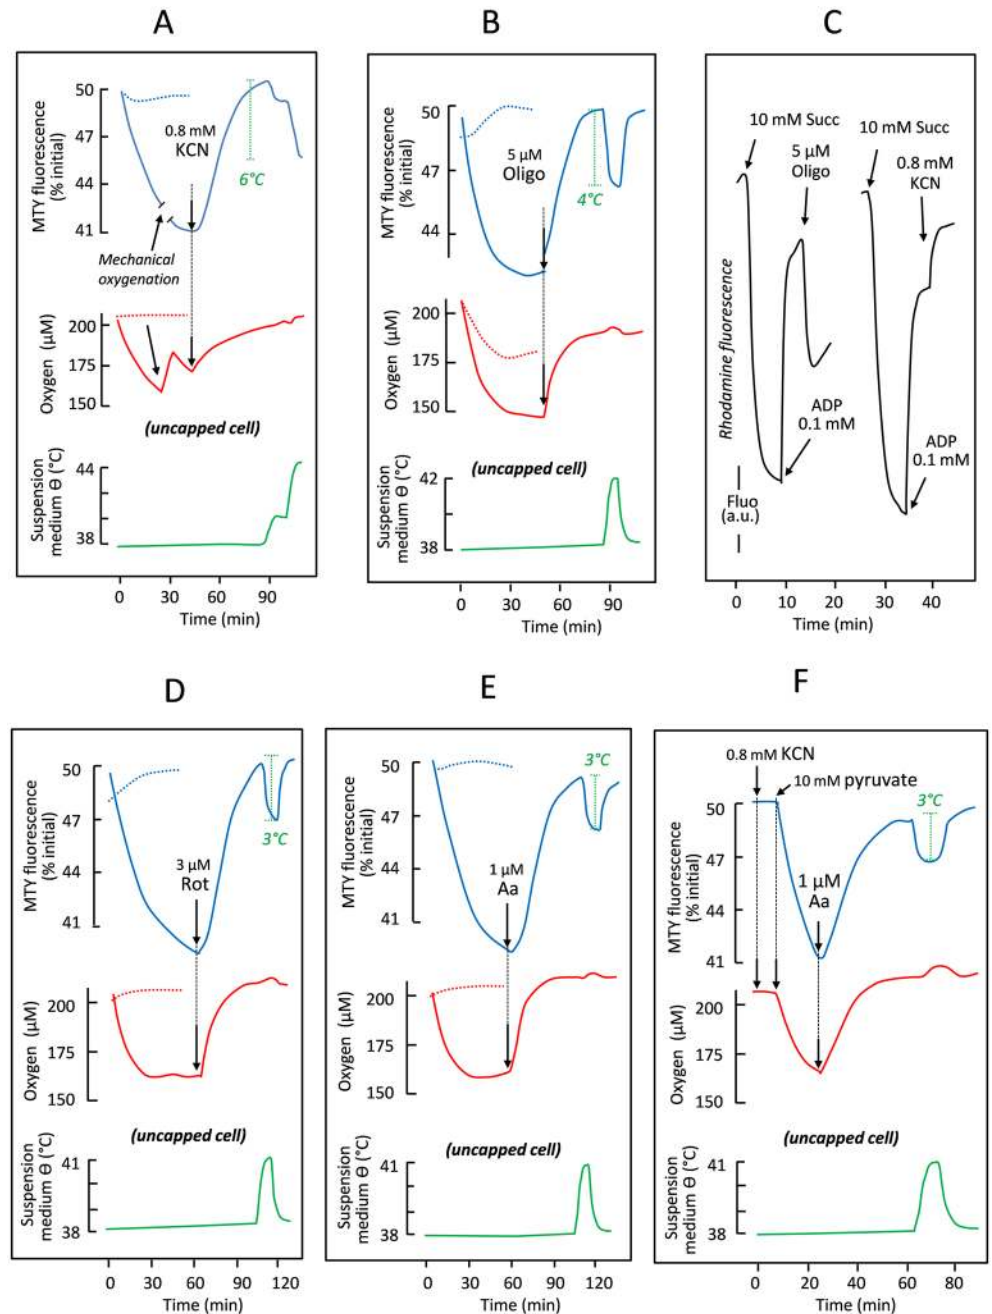 A
MTY fluorescence
(% initial)
50
47
44
41
0.8 mM
KCN
6°C
Mechanical
oxygenation
Oxygen (µM)
200
175
150
(uncapped cell)
Suspension
medium Ɵ (°C)
44
38
0 30 60 90
Time (min)
B
MTY fluorescence
(% initial)
50
47
44
5 µM
Oligo
4°C
Oxygen (µM)
200
175
150
(uncapped cell)
Suspension
medium Ɵ (°C)
42
38
0 30 60 90
Time (min)
C
10 mM Succ
5 µM
Oligo
10 mM Succ
0.8 mM
KCN
Rhodamine fluorescence
ADP
0.1 mM
ADP
0.1 mM
Fluo
(a.u.)
0 10 20 30 40
Time (min)
D
MTY fluorescence
(% initial)
50
47
44
41
3 µM
Rot
3°C
Oxygen (µM)
200
175
150
(uncapped cell)
Suspension
medium Ɵ (°C)
41
38
0 30 60 90 120
Time (min)
E
MTY fluorescence
(% initial)
50
47
44
41
1 µM
Aa
3°C
Oxygen (µM)
200
175
150
(uncapped cell)
Suspension
medium Ɵ (°C)
41
38
0 30 60 90 120
Time (min)
F
0.8 mM KCN
10 mM pyruvate
MTY fluorescence
(% initial)
50
47
44
41
3°C
1 µM
Aa
Oxygen (µM)
200
175
150
(uncapped cell)
Suspension
medium Ɵ (°C)
41
38
0 20 40 60 80
Time (min)